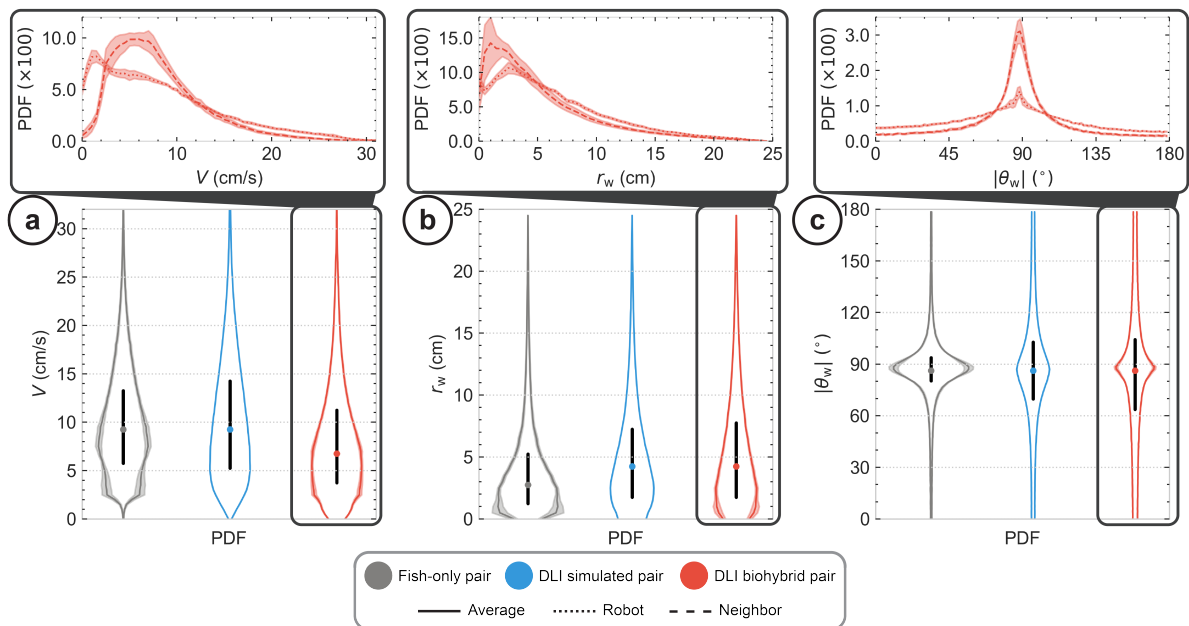 PDF (×100)
10.0
5.0
0.0
0
10
20
30
V (cm/s)
PDF (×100)
15.0
10.0
5.0
0.0
0
5
10
15
20
25
r_w (cm)
PDF (×100)
3.0
2.0
1.0
0.0
0
45
90
135
180
|θ_w| (°)
a
V (cm/s)
30
25
20
15
10
5
0
PDF
b
r_w (cm)
25
20
15
10
5
0
PDF
c
|θ_w| (°)
180
150
120
90
60
30
0
PDF
Fish-only pair DLI simulated pair DLI biohybrid pair
Average Robot Neighbor